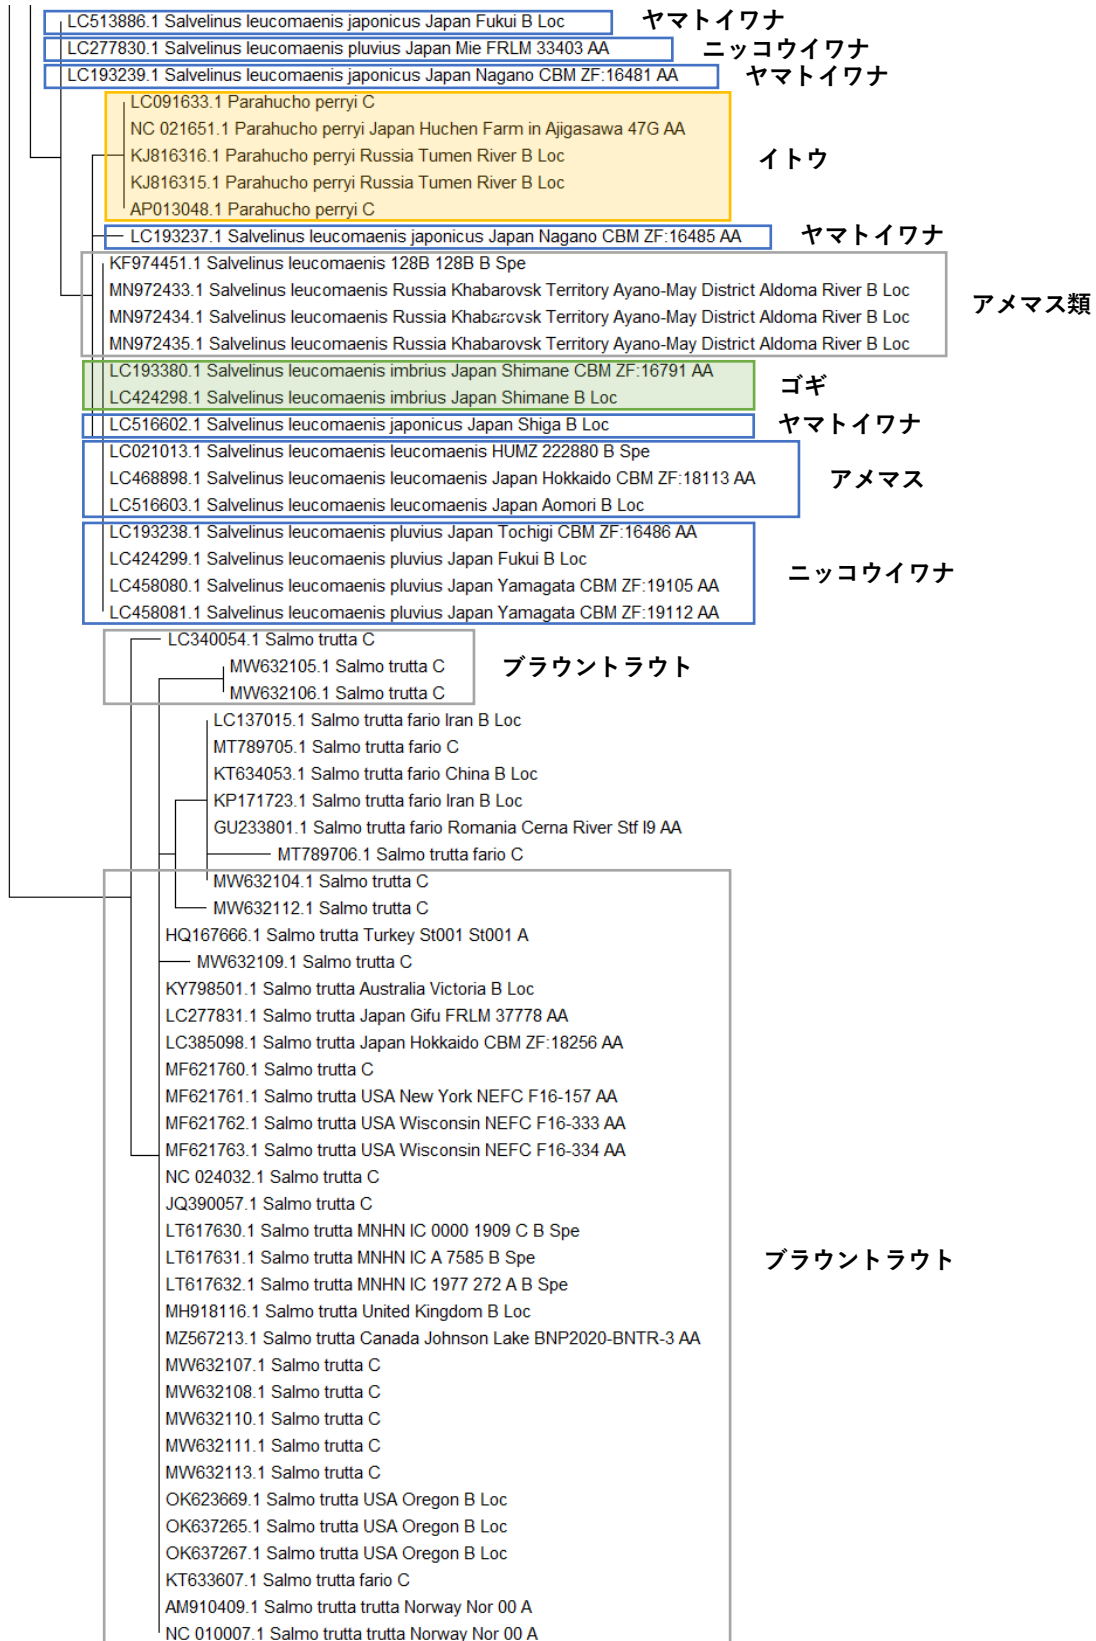 LC513886.1 Salvelinus leucomaenis japonicus Japan Fukui B Loc ヤマトイワナ
LC277830.1 Salvelinus leucomaenis pluvius Japan Mie FRLM 33403 AA ニッコウイワナ
LC193239.1 Salvelinus leucomaenis japonicus Japan Nagano CBM ZF:16481 AA ヤマトイワナ
LC091633.1 Parahucho perryi C
NC 021651.1 Parahucho perryi Japan Huchen Farm in Ajigasawa 47G AA
KJ816316.1 Parahucho perryi Russia Tumen River B Loc イトウ
KJ816315.1 Parahucho perryi Russia Tumen River B Loc
AP013048.1 Parahucho perryi C
LC193237.1 Salvelinus leucomaenis japonicus Japan Nagano CBM ZF:16485 AA ヤマトイワナ
KF974451.1 Salvelinus leucomaenis 128B 128B B Spe
MN972433.1 Salvelinus leucomaenis Russia Khabarovsk Territory Ayano-May District Aldoma River B Loc
アメマス類
MN972434.1 Salvelinus leucomaenis Russia Khabarovsk Territory Ayano-May District Aldoma River B Loc
MN972435.1 Salvelinus leucomaenis Russia Khabarovsk Territory Ayano-May District Aldoma River B Loc
LC193380.1 Salvelinus leucomaenis imbrius Japan Shimane CBM ZF:16791 AA
ゴギ
LC424298.1 Salvelinus leucomaenis imbrius Japan Shimane B Loc
LC516602.1 Salvelinus leucomaenis japonicus Japan Shiga B Loc ヤマトイワナ
LC021013.1 Salvelinus leucomaenis leucomaenis HUMZ 222880 B Spe
LC468898.1 Salvelinus leucomaenis leucomaenis Japan Hokkaido CBM ZF:18113 AA アメマス
LC516603.1 Salvelinus leucomaenis leucomaenis Japan Aomori B Loc
LC193238.1 Salvelinus leucomaenis pluvius Japan Tochigi CBM ZF:16486 AA
LC424299.1 Salvelinus leucomaenis pluvius Japan Fukui B Loc
ニッコウイワナ
LC458080.1 Salvelinus leucomaenis pluvius Japan Yamagata CBM ZF:19105 AA
LC458081.1 Salvelinus leucomaenis pluvius Japan Yamagata CBM ZF:19112 AA
LC340054.1 Salmo trutta C
MW632105.1 Salmo trutta C ブラウントラウト
MW632106.1 Salmo trutta C
LC137015.1 Salmo trutta fario Iran B Loc
MT789705.1 Salmo trutta fario C
KT634053.1 Salmo trutta fario China B Loc
KP171723.1 Salmo trutta fario Iran B Loc
GU233801.1 Salmo trutta fario Romania Cerna River Stf I9 AA
MT789706.1 Salmo trutta fario C
MW632104.1 Salmo trutta C
MW632112.1 Salmo trutta C
HQ167666.1 Salmo trutta Turkey St001 St001 A
MW632109.1 Salmo trutta C
KY798501.1 Salmo trutta Australia Victoria B Loc
LC277831.1 Salmo trutta Japan Gifu FRLM 37778 AA
LC385098.1 Salmo trutta Japan Hokkaido CBM ZF:18256 AA
MF621760.1 Salmo trutta C
MF621761.1 Salmo trutta USA New York NEFC F16-157 AA
MF621762.1 Salmo trutta USA Wisconsin NEFC F16-333 AA
MF621763.1 Salmo trutta USA Wisconsin NEFC F16-334 AA
NC 024032.1 Salmo trutta C
JQ390057.1 Salmo trutta C
LT617630.1 Salmo trutta MNHN IC 0000 1909 C B Spe
LT617631.1 Salmo trutta MNHN IC A 7585 B Spe ブラウントラウト
LT617632.1 Salmo trutta MNHN IC 1977 272 A B Spe
MH918116.1 Salmo trutta United Kingdom B Loc
MZ567213.1 Salmo trutta Canada Johnson Lake BNP2020-BNTR-3 AA
MW632107.1 Salmo trutta C
MW632108.1 Salmo trutta C
MW632110.1 Salmo trutta C
MW632111.1 Salmo trutta C
MW632113.1 Salmo trutta C
OK623669.1 Salmo trutta USA Oregon B Loc
OK637265.1 Salmo trutta USA Oregon B Loc
OK637267.1 Salmo trutta USA Oregon B Loc
KT633607.1 Salmo trutta fario C
AM910409.1 Salmo trutta trutta Norway Nor 00 A
NC 010007.1 Salmo trutta trutta Norway Nor 00 A